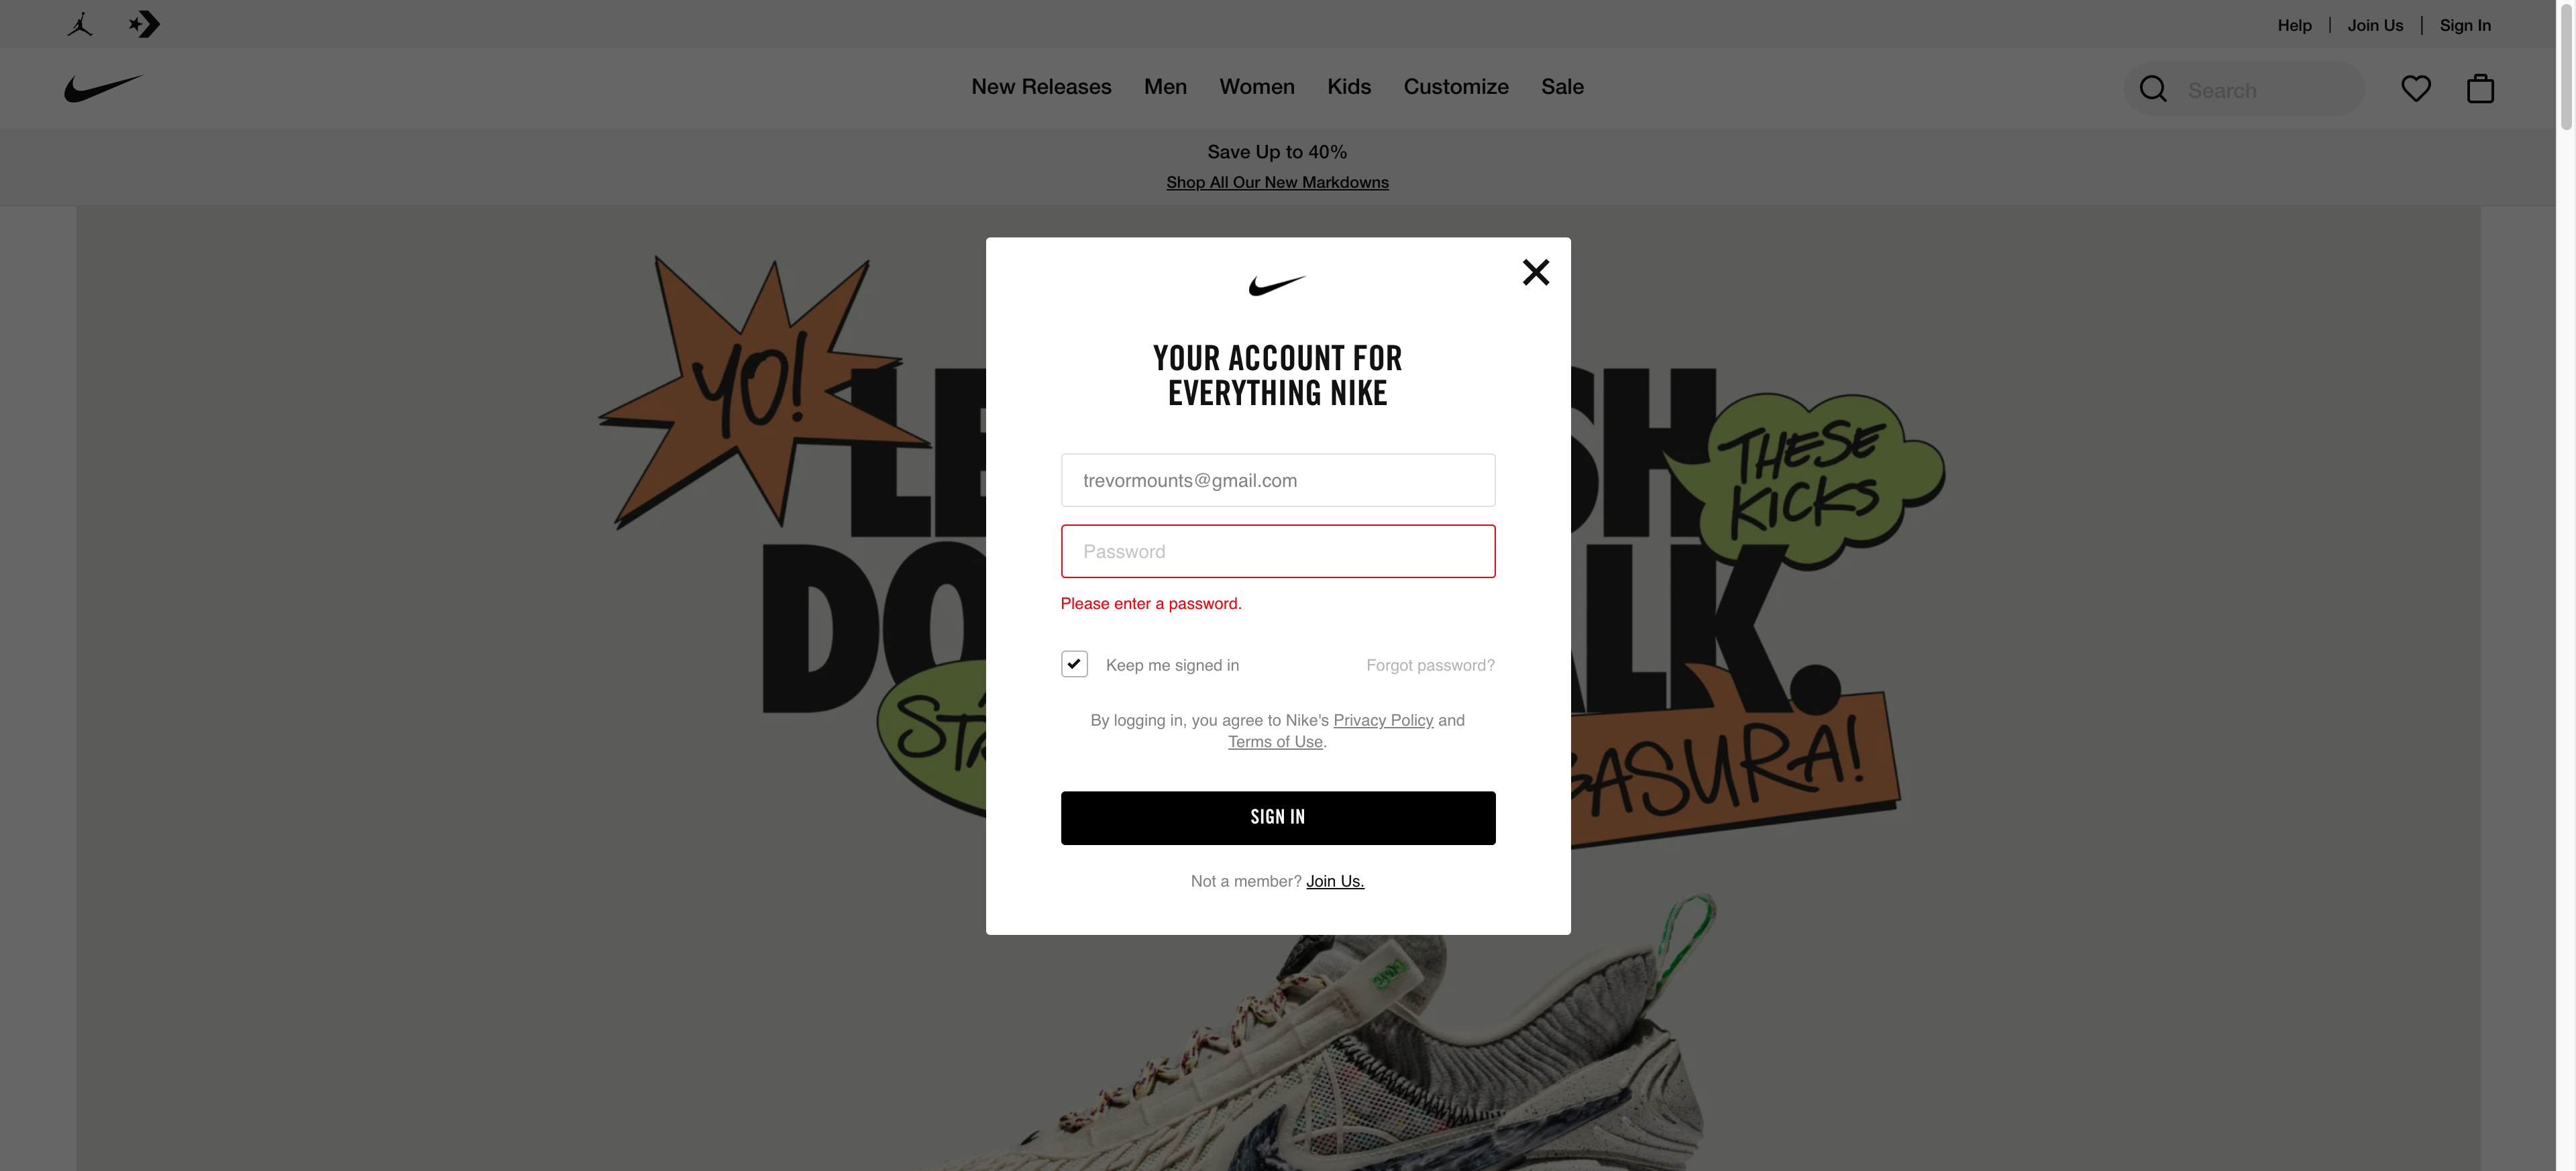 Help | Join Us | Sign In
New Releases Men Women Kids Customize Sale
Search
Save Up to 40%
Shop All Our New Markdowns
YO!
LE
SH
THESE
KICKS
DO
LK.
STR
GASURA!
YOUR ACCOUNT FOR
EVERYTHING NIKE
trevormounts@gmail.com
Password
Please enter a password.
Keep me signed in
Forgot password?
By logging in, you agree to Nike's Privacy Policy and
Terms of Use.
SIGN IN
Not a member? Join Us.